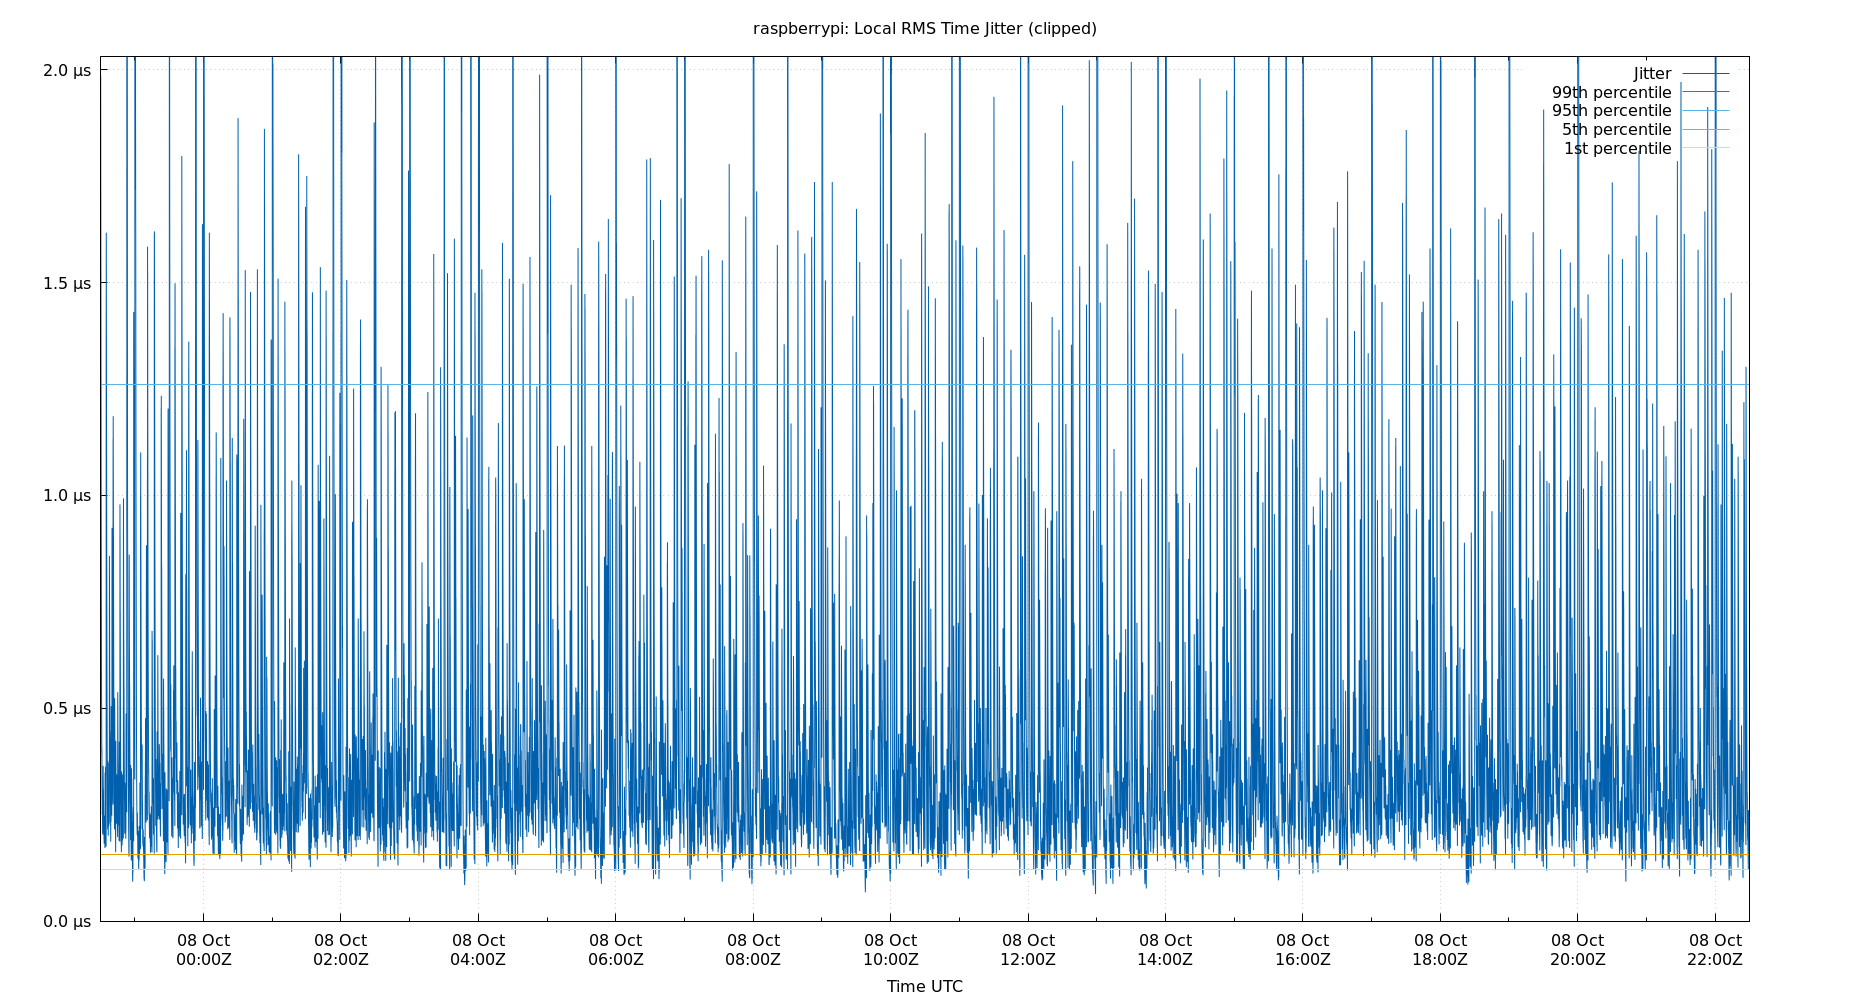 raspberrypi: Local RMS Time Jitter (clipped)
2.0 μs
1.5 μs
1.0 μs
0.5 μs
0.0 μs
Jitter
99th percentile
95th percentile
5th percentile
1st percentile
08 Oct 08 Oct 08 Oct 08 Oct 08 Oct 08 Oct 08 Oct 08 Oct 08 Oct 08 Oct 08 Oct 08 Oct
00:00Z 02:00Z 04:00Z 06:00Z 08:00Z 10:00Z 12:00Z 14:00Z 16:00Z 18:00Z 20:00Z 22:00Z
Time UTC